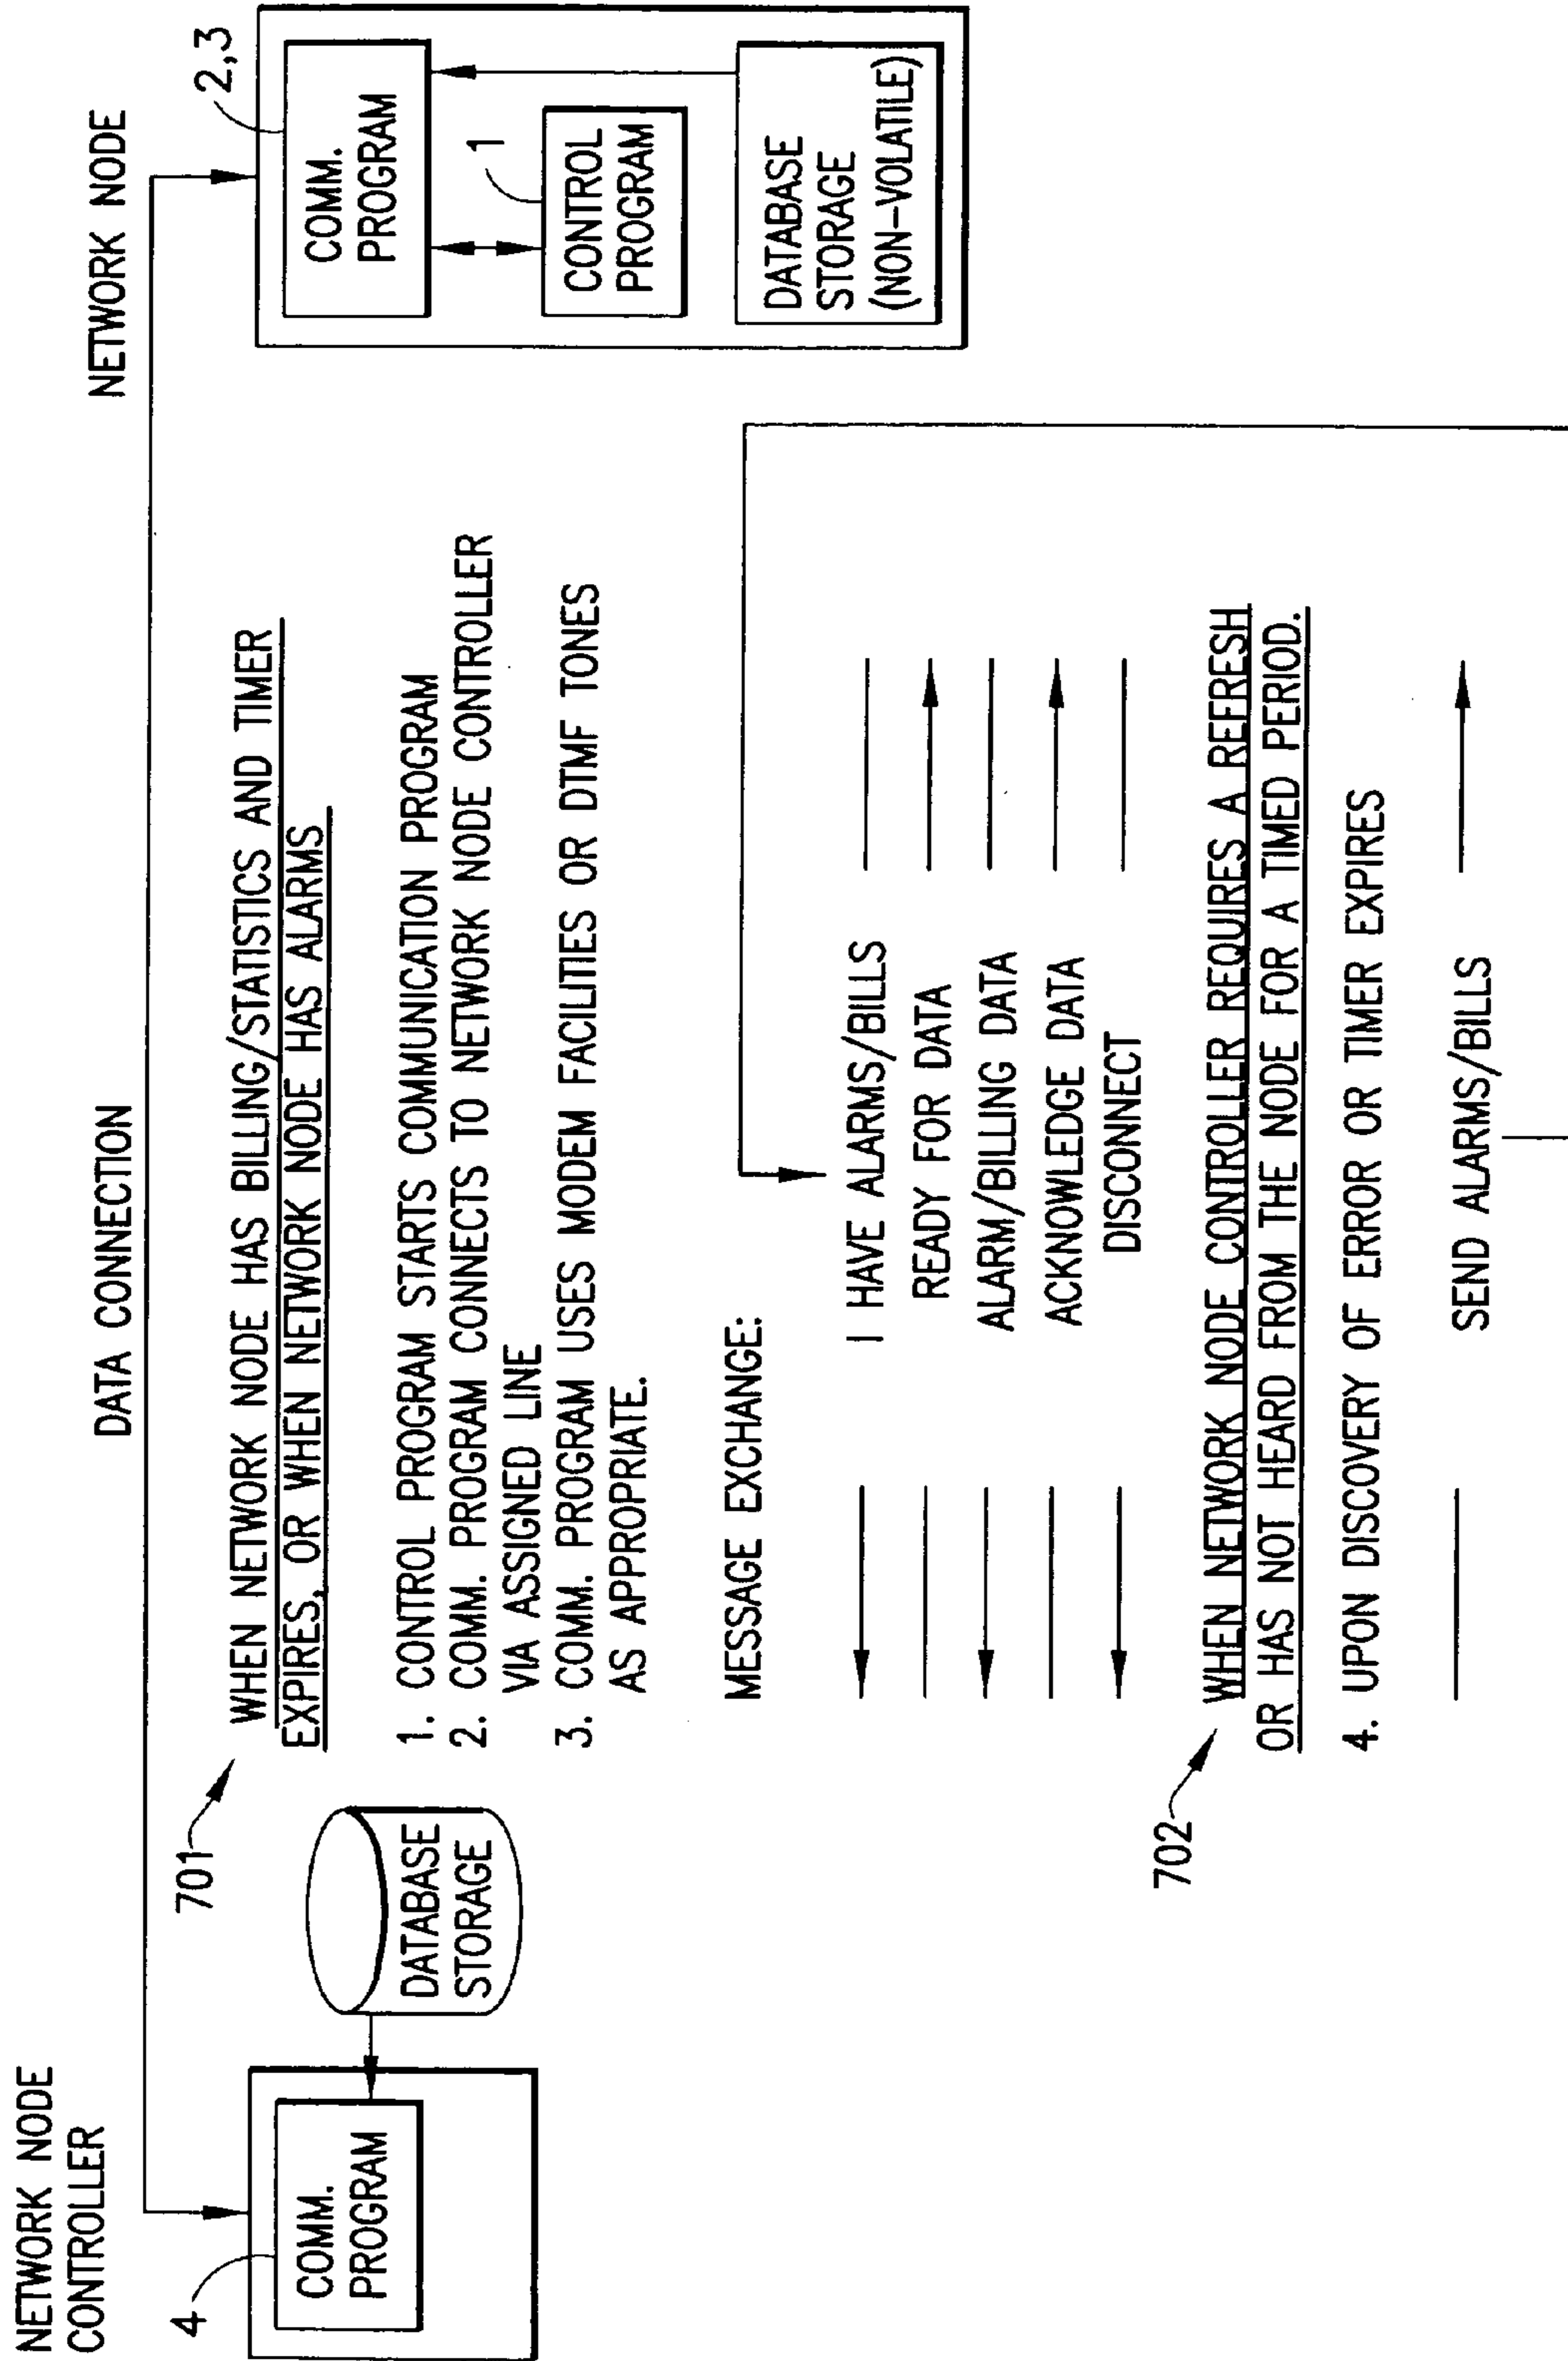 NETWORK NODE
CONTROLLER
DATA CONNECTION
NETWORK NODE
4
COMM.
PROGRAM
DATABASE
STORAGE
2,3
COMM.
PROGRAM
1
CONTROL
PROGRAM
DATABASE
STORAGE
(NON-VOLATILE)
701
WHEN NETWORK NODE HAS BILLING/STATISTICS AND TIMER
EXPIRES, OR WHEN NETWORK NODE HAS ALARMS
1. CONTROL PROGRAM STARTS COMMUNICATION PROGRAM
2. COMM. PROGRAM CONNECTS TO NETWORK NODE CONTROLLER
VIA ASSIGNED LINE
3. COMM. PROGRAM USES MODEM FACILITIES OR DTMF TONES
AS APPROPRIATE.
MESSAGE EXCHANGE:
I HAVE ALARMS/BILLS
READY FOR DATA
ALARM/BILLING DATA
ACKNOWLEDGE DATA
DISCONNECT
702
WHEN NETWORK NODE CONTROLLER REQUIRES A REFRESH
OR HAS NOT HEARD FROM THE NODE FOR A TIMED PERIOD.
4. UPON DISCOVERY OF ERROR OR TIMER EXPIRES
SEND ALARMS/BILLS